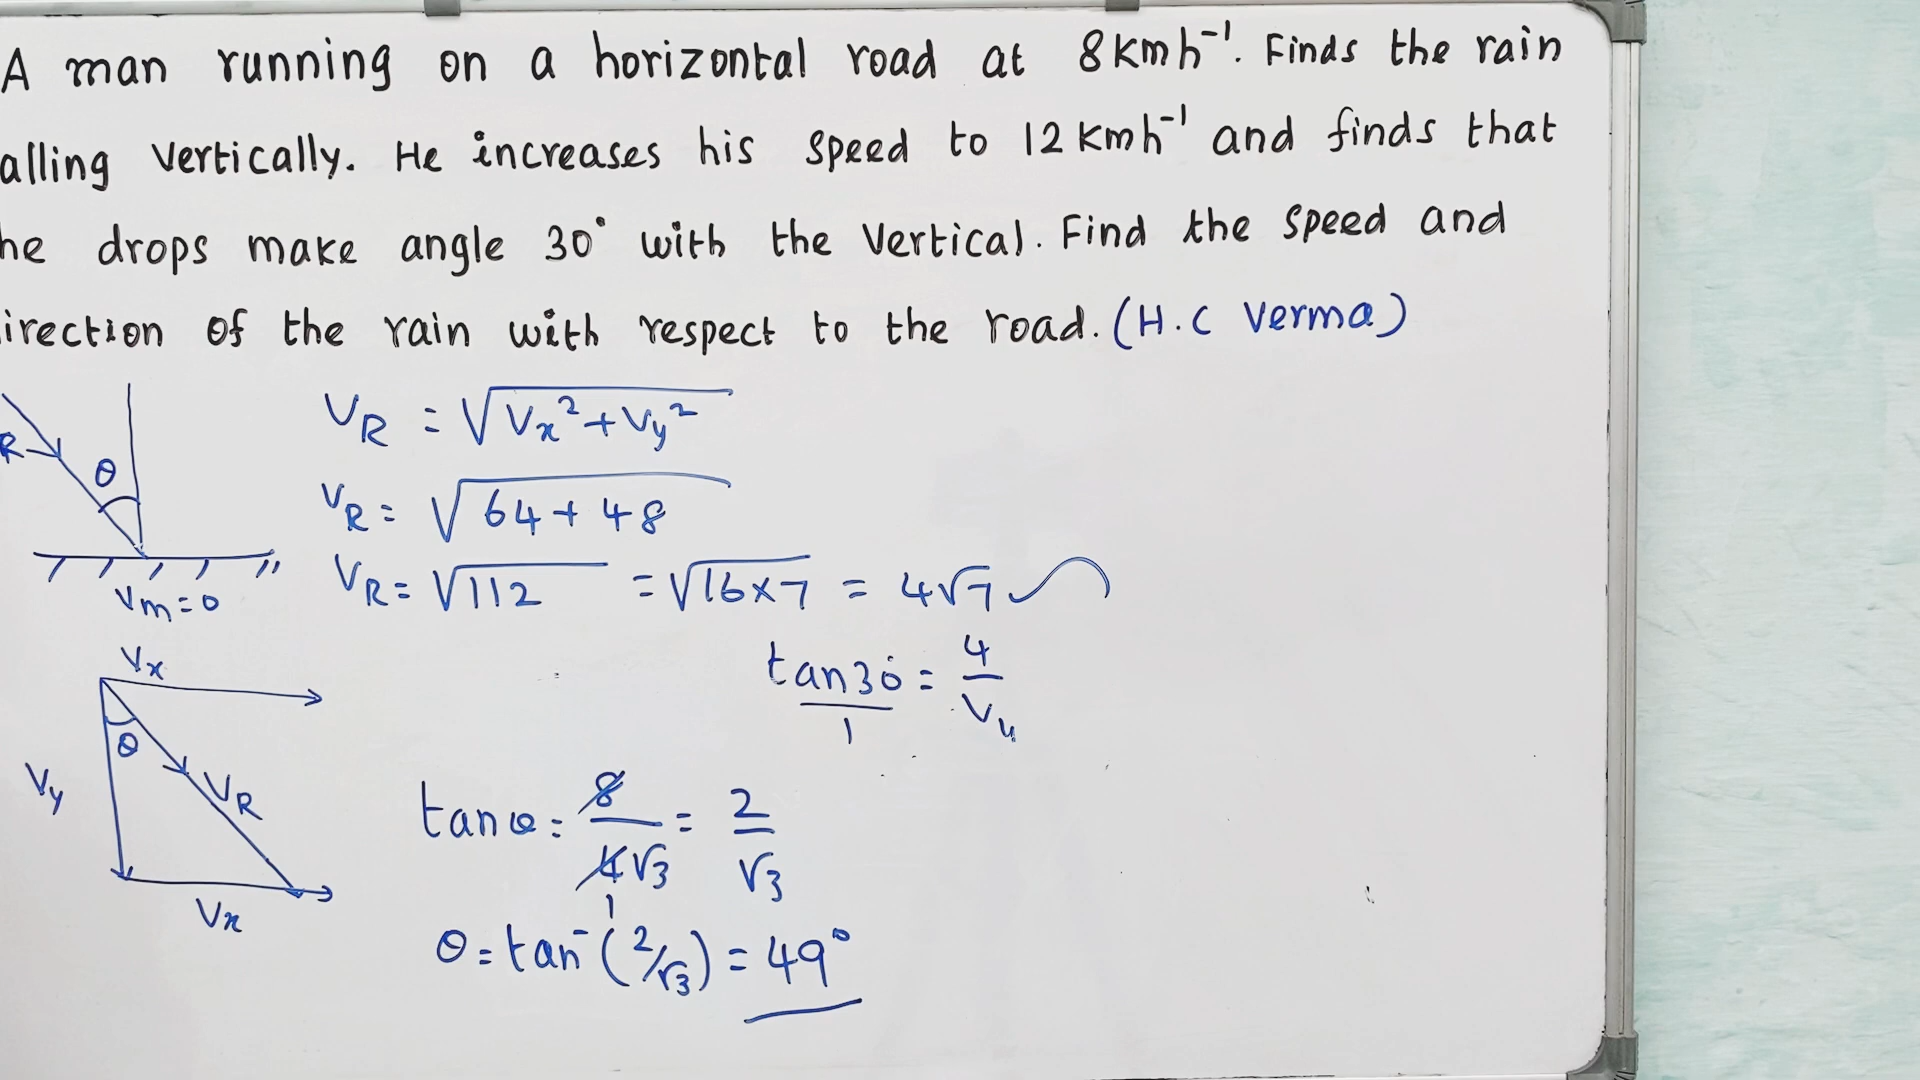 A man running on a horizontal road at 8kmh⁻¹. Finds the rain
alling vertically. He increases his speed to 12 kmh⁻¹ and finds that
he drops make angle 30° with the vertical. Find the speed and
irection of the rain with respect to the road. (H.C Verma)
R
θ
Vm=0
V_R = √(Vx²+Vy²)
V_R = √(64+48)
V_R = √112 = √(16×7) = 4√7
tan30/1 = 4/Vy
Vx
θ
Vy
V_R
Vx
tanθ = 8/4√3 = 2/√3
1
θ = tan⁻(2/√3) = 49°